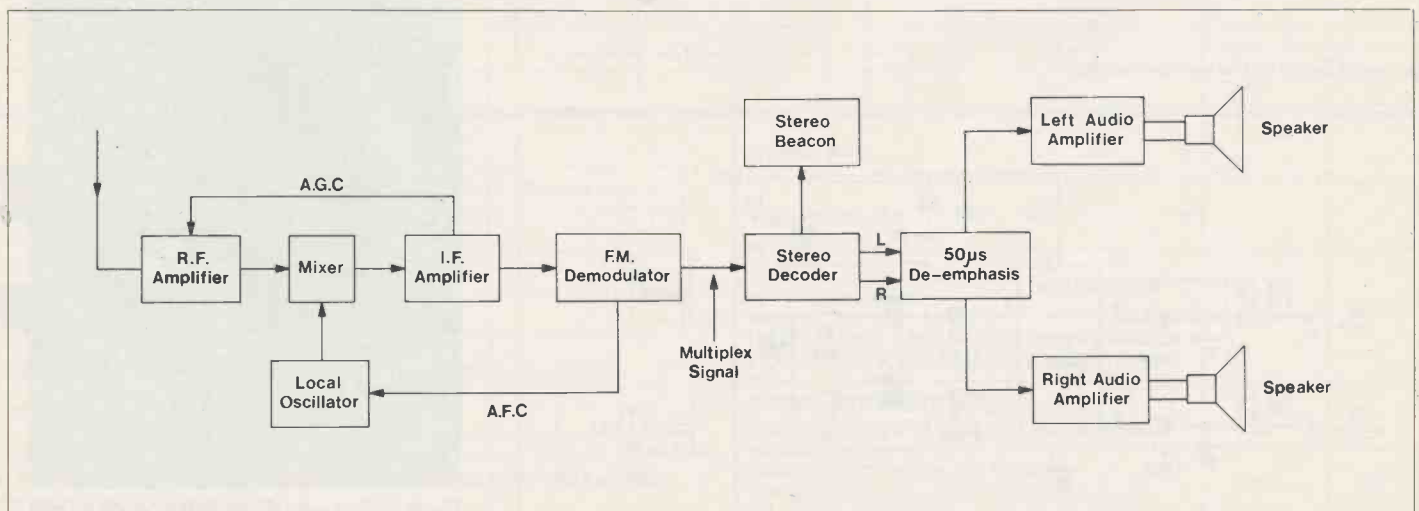 A.G.C
R.F.
Amplifier
Mixer
I.F.
Amplifier
Local
Oscillator
A.F.C
F.M.
Demodulator
Multiplex
Signal
Stereo
Beacon
Stereo
Decoder
L
R
50µs
De-emphasis
Left Audio
Amplifier
Speaker
Right Audio
Amplifier
Speaker